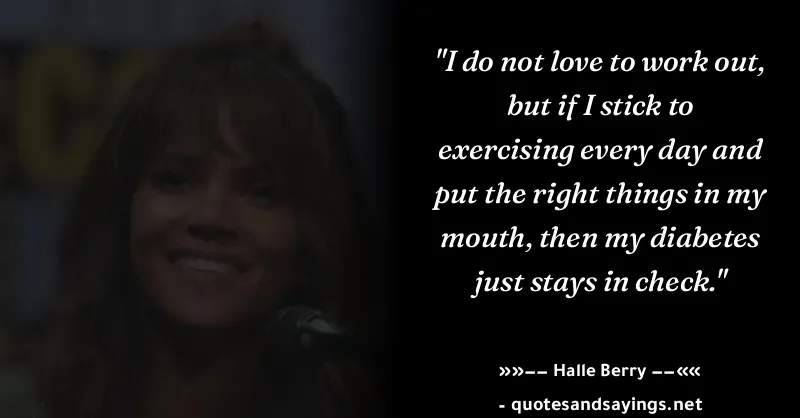 "I do not love to work out,
but if I stick to
exercising every day and
put the right things in my
mouth, then my diabetes
just stays in check."
»»–– Halle Berry ––««
- quotesandsayings.net